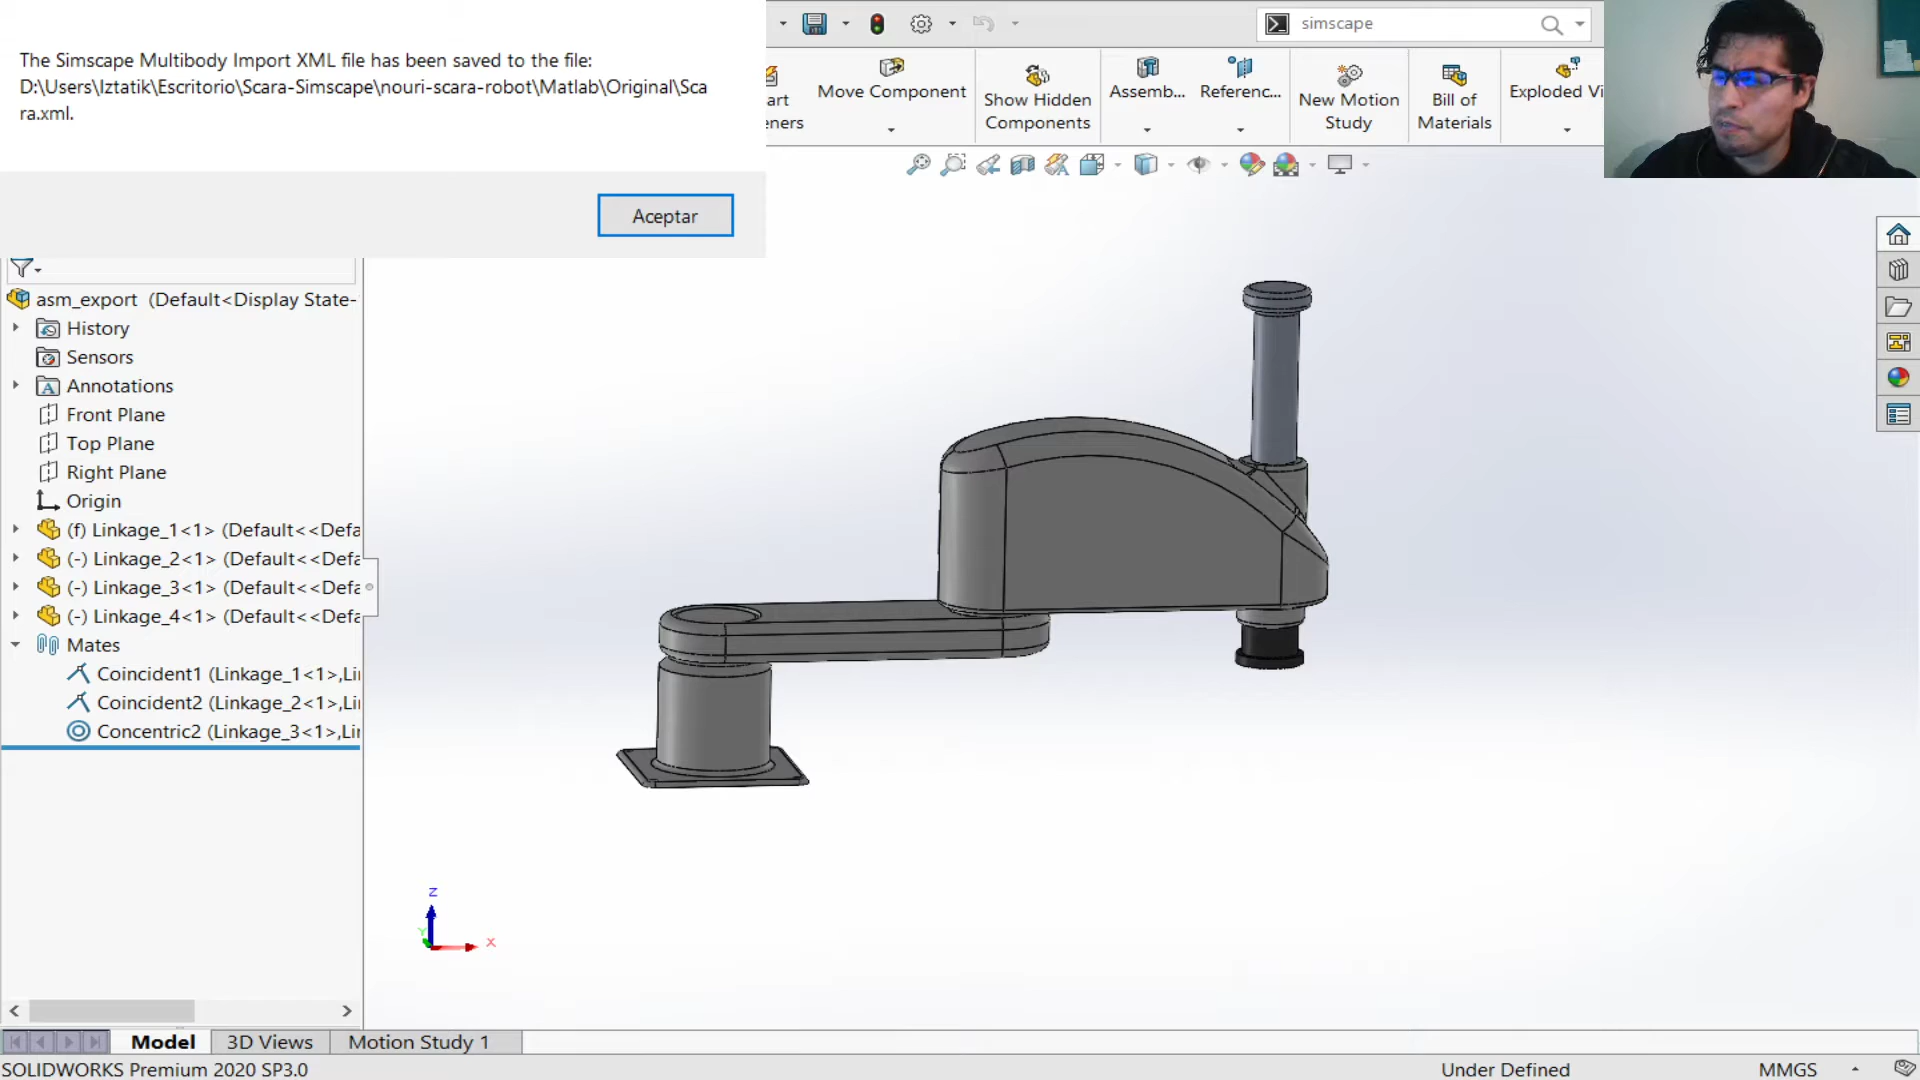 The Simscape Multibody Import XML file has been saved to the file:
D:\Users\Iztatik\Escritorio\Scara-Simscape\nouri-scara-robot\Matlab\Original\Sca
ra.xml.
Aceptar
simscape
art
eners
Move Component
Show Hidden
Components
Assemb...
Referenc...
New Motion
Study
Bill of
Materials
Exploded Vi
asm_export (Default<Display State-
History
Sensors
Annotations
Front Plane
Top Plane
Right Plane
Origin
(f) Linkage_1<1> (Default<<Defa
(-) Linkage_2<1> (Default<<Defa
(-) Linkage_3<1> (Default<<Defa
(-) Linkage_4<1> (Default<<Defa
Mates
Coincident1 (Linkage_1<1>,Li
Coincident2 (Linkage_2<1>,Li
Concentric2 (Linkage_3<1>,Li
Z
Y
X
Model
3D Views
Motion Study 1
SOLIDWORKS Premium 2020 SP3.0
Under Defined
MMGS